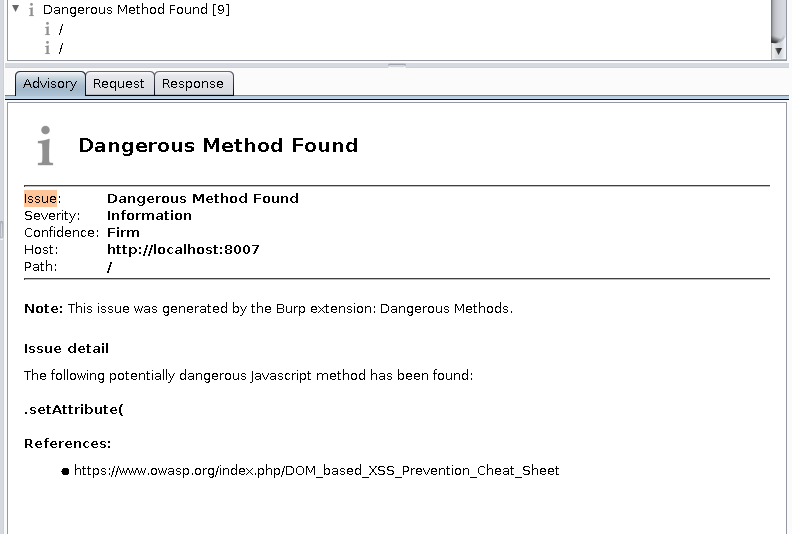 Dangerous Method Found [9]
/
/
Advisory Request Response
Dangerous Method Found
Issue: Dangerous Method Found
Severity: Information
Confidence: Firm
Host: http://localhost:8007
Path: /
Note: This issue was generated by the Burp extension: Dangerous Methods.
Issue detail
The following potentially dangerous Javascript method has been found:
.setAttribute(
References:
● https://www.owasp.org/index.php/DOM_based_XSS_Prevention_Cheat_Sheet